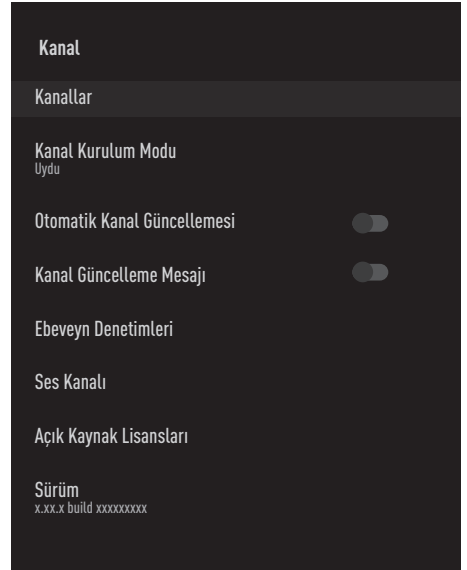 Kanal
Kanallar
Kanal Kurulum Modu
Uydu
Otomatik Kanal Güncellemesi
Kanal Güncelleme Mesajı
Ebeveyn Denetimleri
Ses Kanalı
Açık Kaynak Lisansları
Sürüm
x.xx.x build xxxxxxxxx